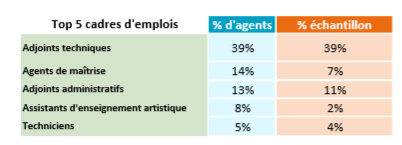 Top 5 cadres d'emplois % d'agents % échantillon
Adjoints techniques 39% 39%
Agents de maîtrise 14% 7%
Adjoints administratifs 13% 11%
Assistants d'enseignement artistique 8% 2%
Techniciens 5% 4%